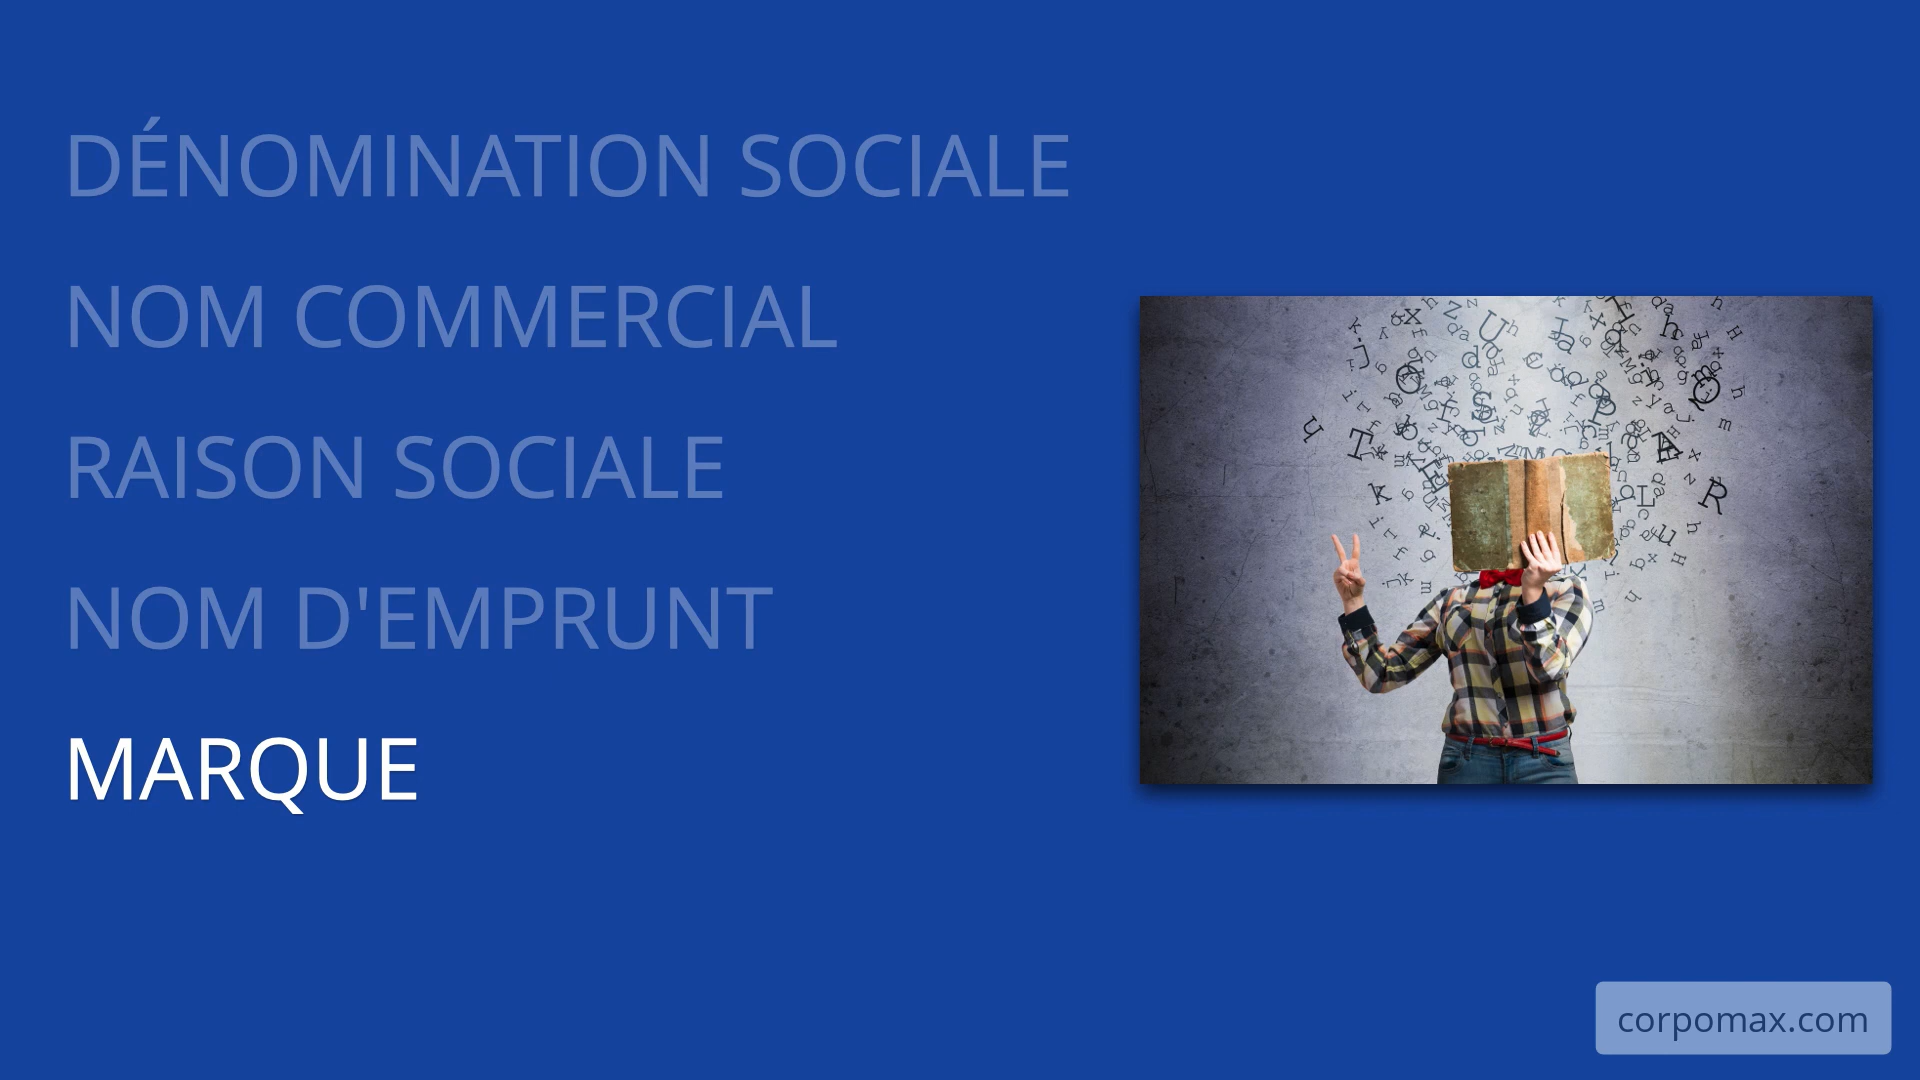 DÉNOMINATION SOCIALE
NOM COMMERCIAL
RAISON SOCIALE
NOM D'EMPRUNT
MARQUE
corpomax.com